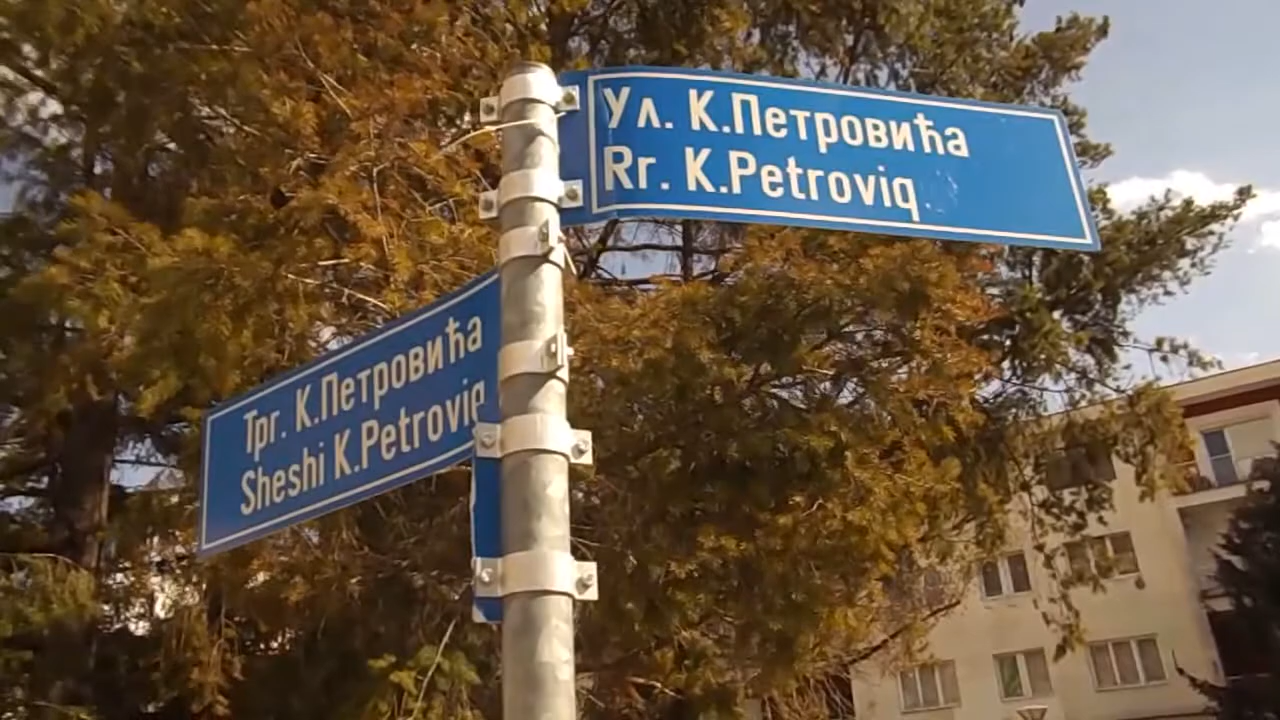 Ул. К.Петровића
Rr. K.Petroviq
Трг. К.Петровића
Sheshi K.Petroviq